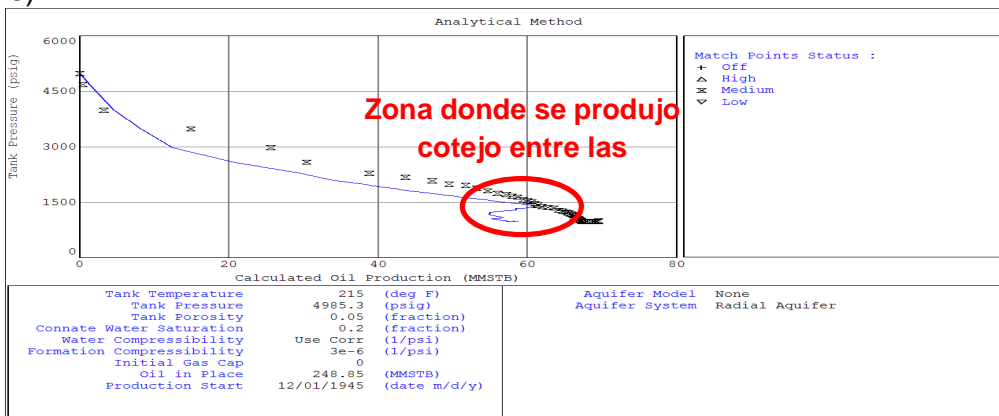 Analytical Method
6000
4500
3000
1500
0
Tank Pressure (psig)
0 20 40 60 80
Calculated Oil Production (MMSTB)
Zona donde se produjo
cotejo entre las
Match Points Status :
Off
High
Medium
Low
Tank Temperature 215 (deg F)
Tank Pressure 4985.3 (psig)
Tank Porosity 0.05 (fraction)
Connate Water Saturation 0.2 (fraction)
Water Compressibility Use Corr (1/psi)
Formation Compressibility 3e-6 (1/psi)
Initial Gas Cap 0
Oil in Place 248.85 (MMSTB)
Production Start 12/01/1945 (date m/d/y)
Aquifer Model None
Aquifer System Radial Aquifer